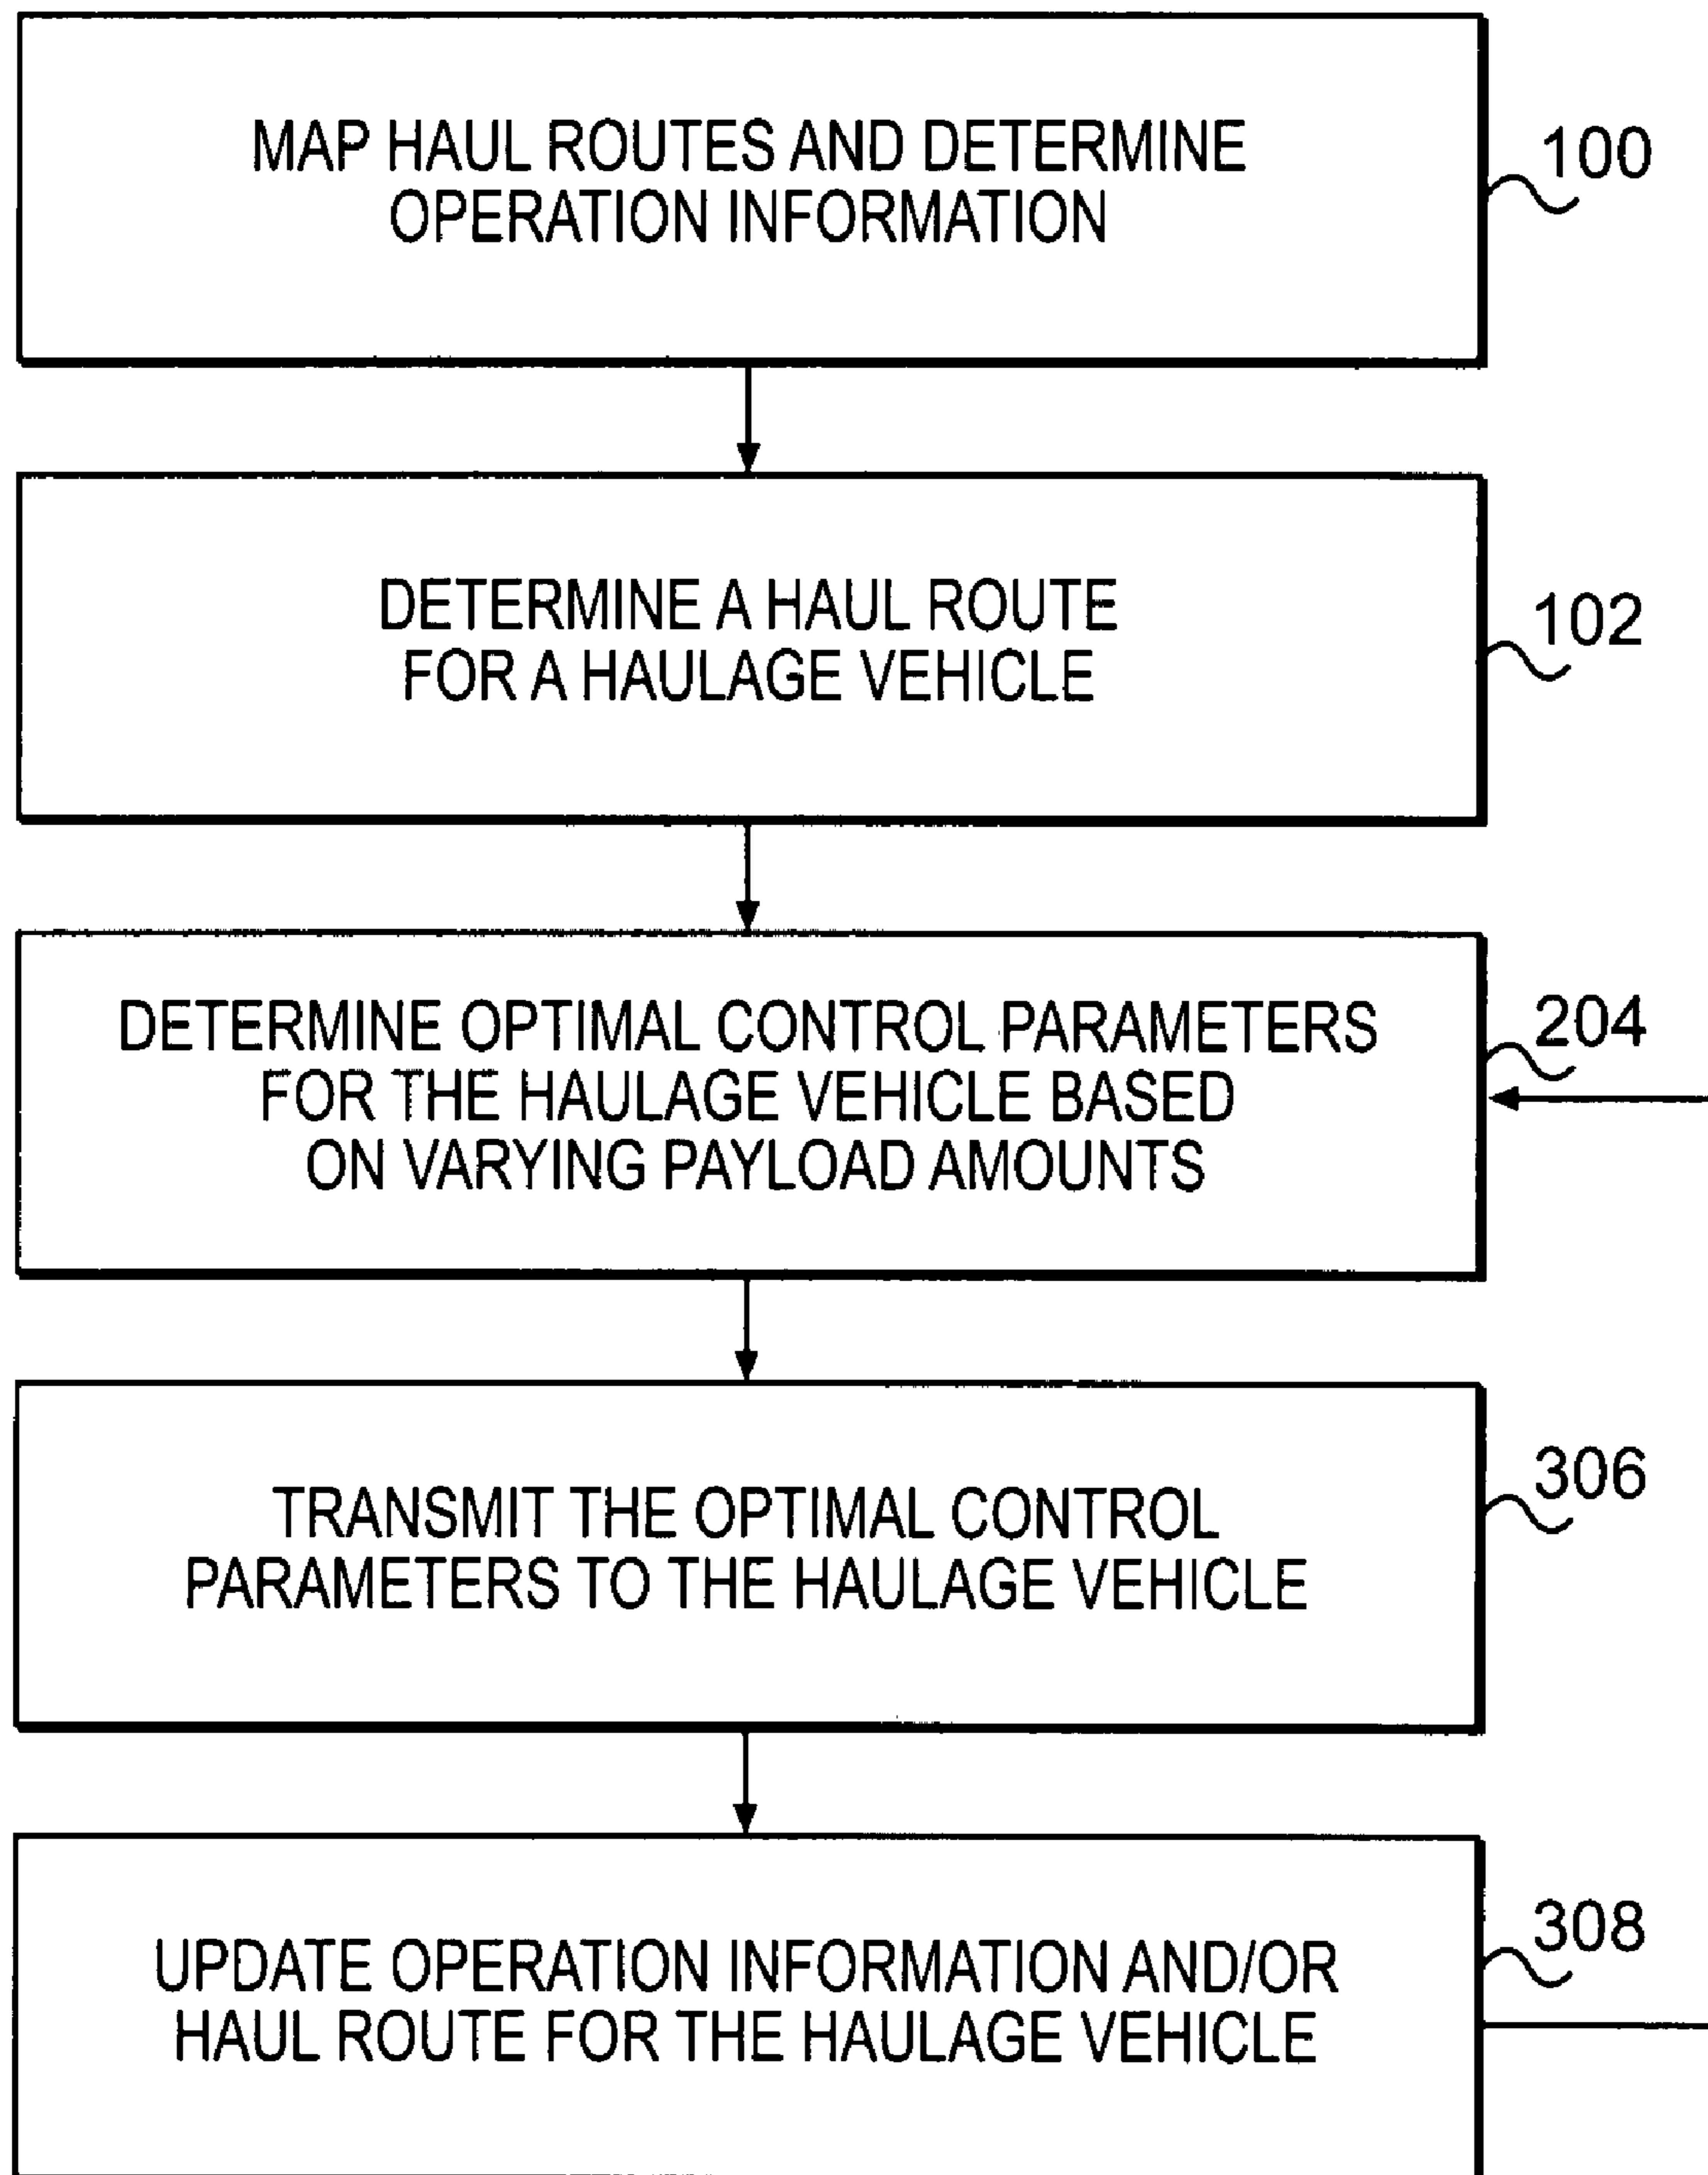 MAP HAUL ROUTES AND DETERMINE
OPERATION INFORMATION
100
DETERMINE A HAUL ROUTE
FOR A HAULAGE VEHICLE
102
DETERMINE OPTIMAL CONTROL PARAMETERS
FOR THE HAULAGE VEHICLE BASED
ON VARYING PAYLOAD AMOUNTS
204
TRANSMIT THE OPTIMAL CONTROL
PARAMETERS TO THE HAULAGE VEHICLE
306
UPDATE OPERATION INFORMATION AND/OR
HAUL ROUTE FOR THE HAULAGE VEHICLE
308